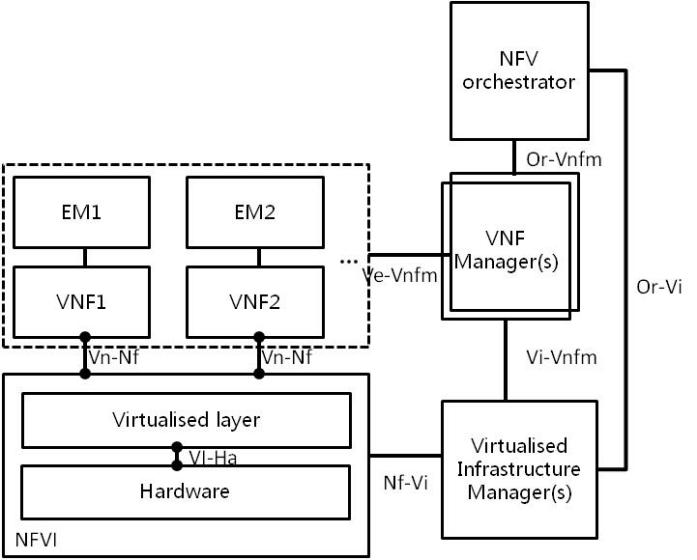 NFV
orchestrator
Or-Vnfm
EM1
EM2
...
VNF
Manager(s)
Ve-Vnfm
VNF1
VNF2
Or-Vi
Vn-Nf
Vn-Nf
Vi-Vnfm
Virtualised layer
VI-Ha
Hardware
NFVI
Nf-Vi
Virtualised
Infrastructure
Manager(s)